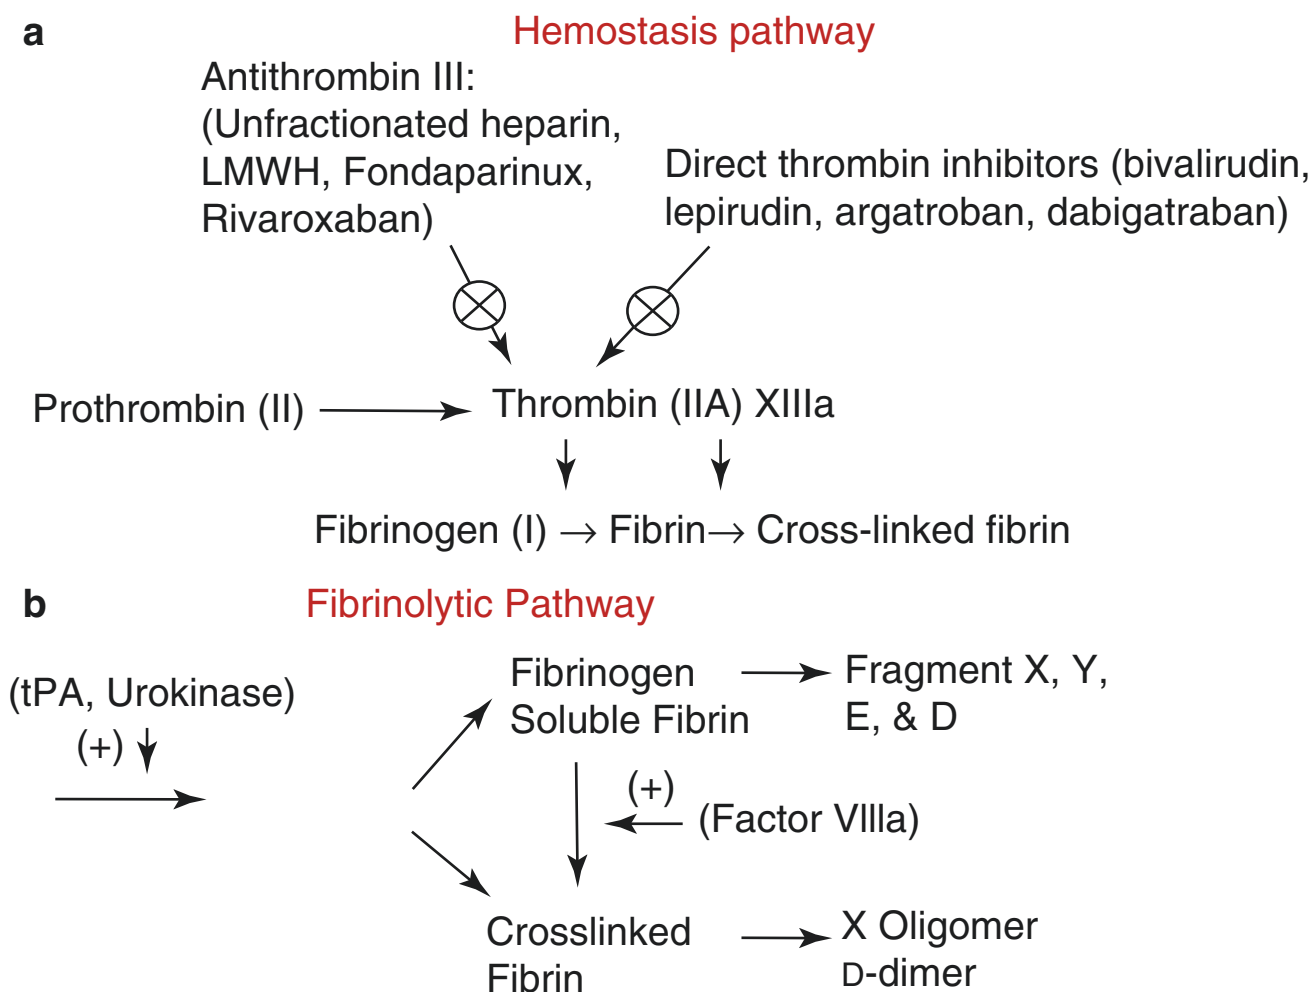 a
Hemostasis pathway
Antithrombin III:
(Unfractionated heparin,
LMWH, Fondaparinux,
Rivaroxaban)
Direct thrombin inhibitors (bivalirudin,
lepirudin, argatroban, dabigatraban)
Prothrombin (II)
Thrombin (IIA) XIIIa
Fibrinogen (I) → Fibrin→ Cross-linked fibrin
b
Fibrinolytic Pathway
(tPA, Urokinase)
(+)
Fibrinogen
Soluble Fibrin
Fragment X, Y,
E, & D
(+)
(Factor VIIIa)
Crosslinked
Fibrin
X Oligomer
D-dimer